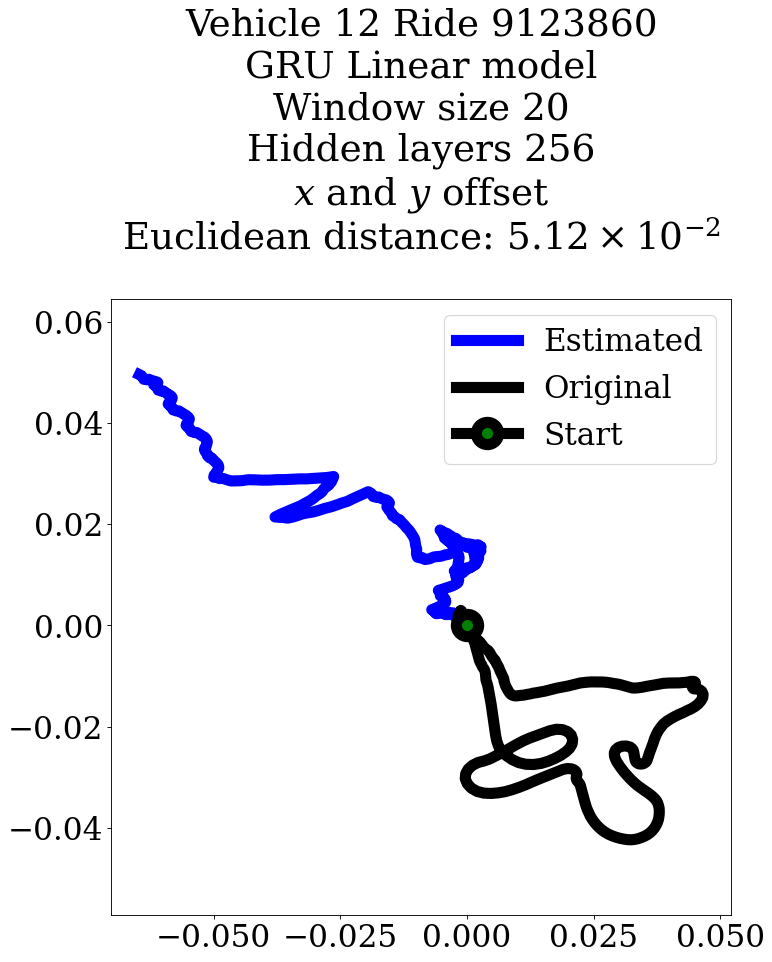 Vehicle 12 Ride 9123860
GRU Linear model
Window size 20
Hidden layers 256
x and y offset
Euclidean distance: 5.12 × 10⁻²
Estimated
Original
Start
0.06
0.04
0.02
0.00
−0.02
−0.04
−0.050 −0.025 0.000 0.025 0.050